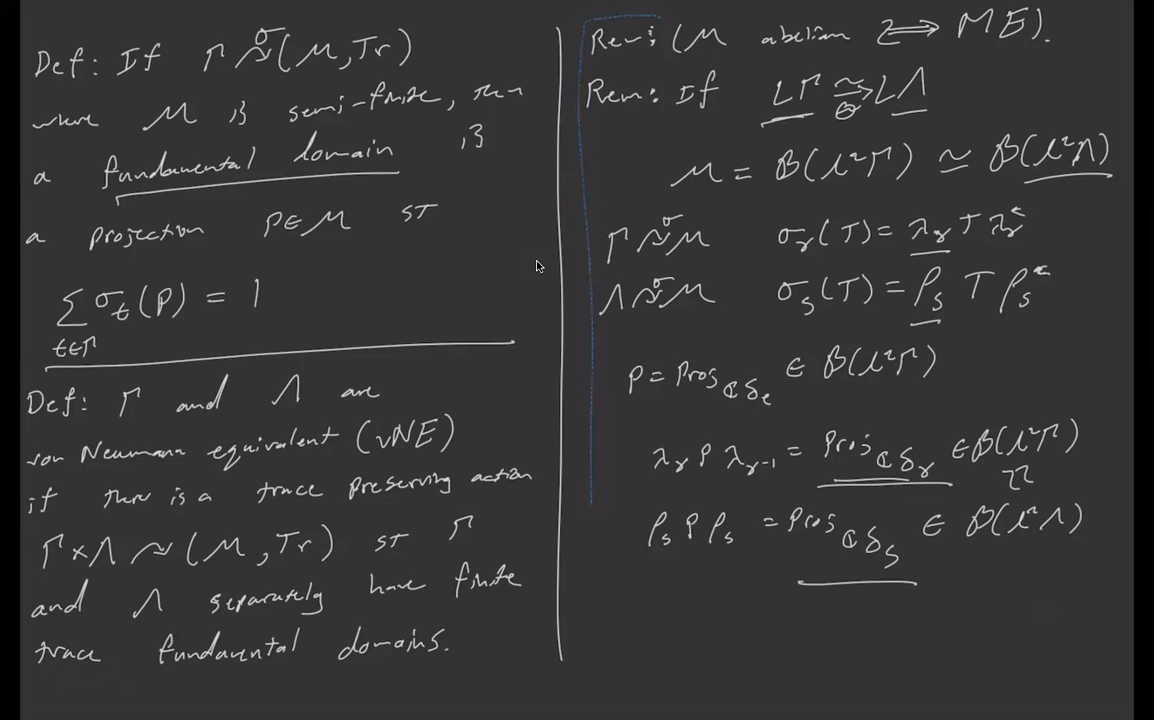 Def: If Γ ↷^σ (M, Tr)
where M is semi-finite, then
a fundamental domain is
a projection p ∈ M st
∑ σ_t(p) = 1
t∈Γ
Def: Γ and Λ are
von Neumann equivalent (vNE)
if there is a trace preserving action
Γ×Λ ↷ (M, Tr) st Γ
and Λ separately have finite
trace fundamental domains.
Rem: (M abelian ⟺ ME).
Rem: If LΓ ≃_θ LΛ
M = B(ℓ²Γ) ≃ B(ℓ²Λ)
Γ ↷^σ M σ_γ(T) = λ_γ T λ_γ^*
Λ ↷^σ M σ_s(T) = ρ_s T ρ_s^*
P = Proj_{ℂδ_e} ∈ B(ℓ²Γ)
λ_γ P λ_{γ-1} = Proj_{ℂδ_γ} ∈ B(ℓ²Γ)
ρ_s P ρ_s = Proj_{ℂδ_s} ∈ B(ℓ²Λ)